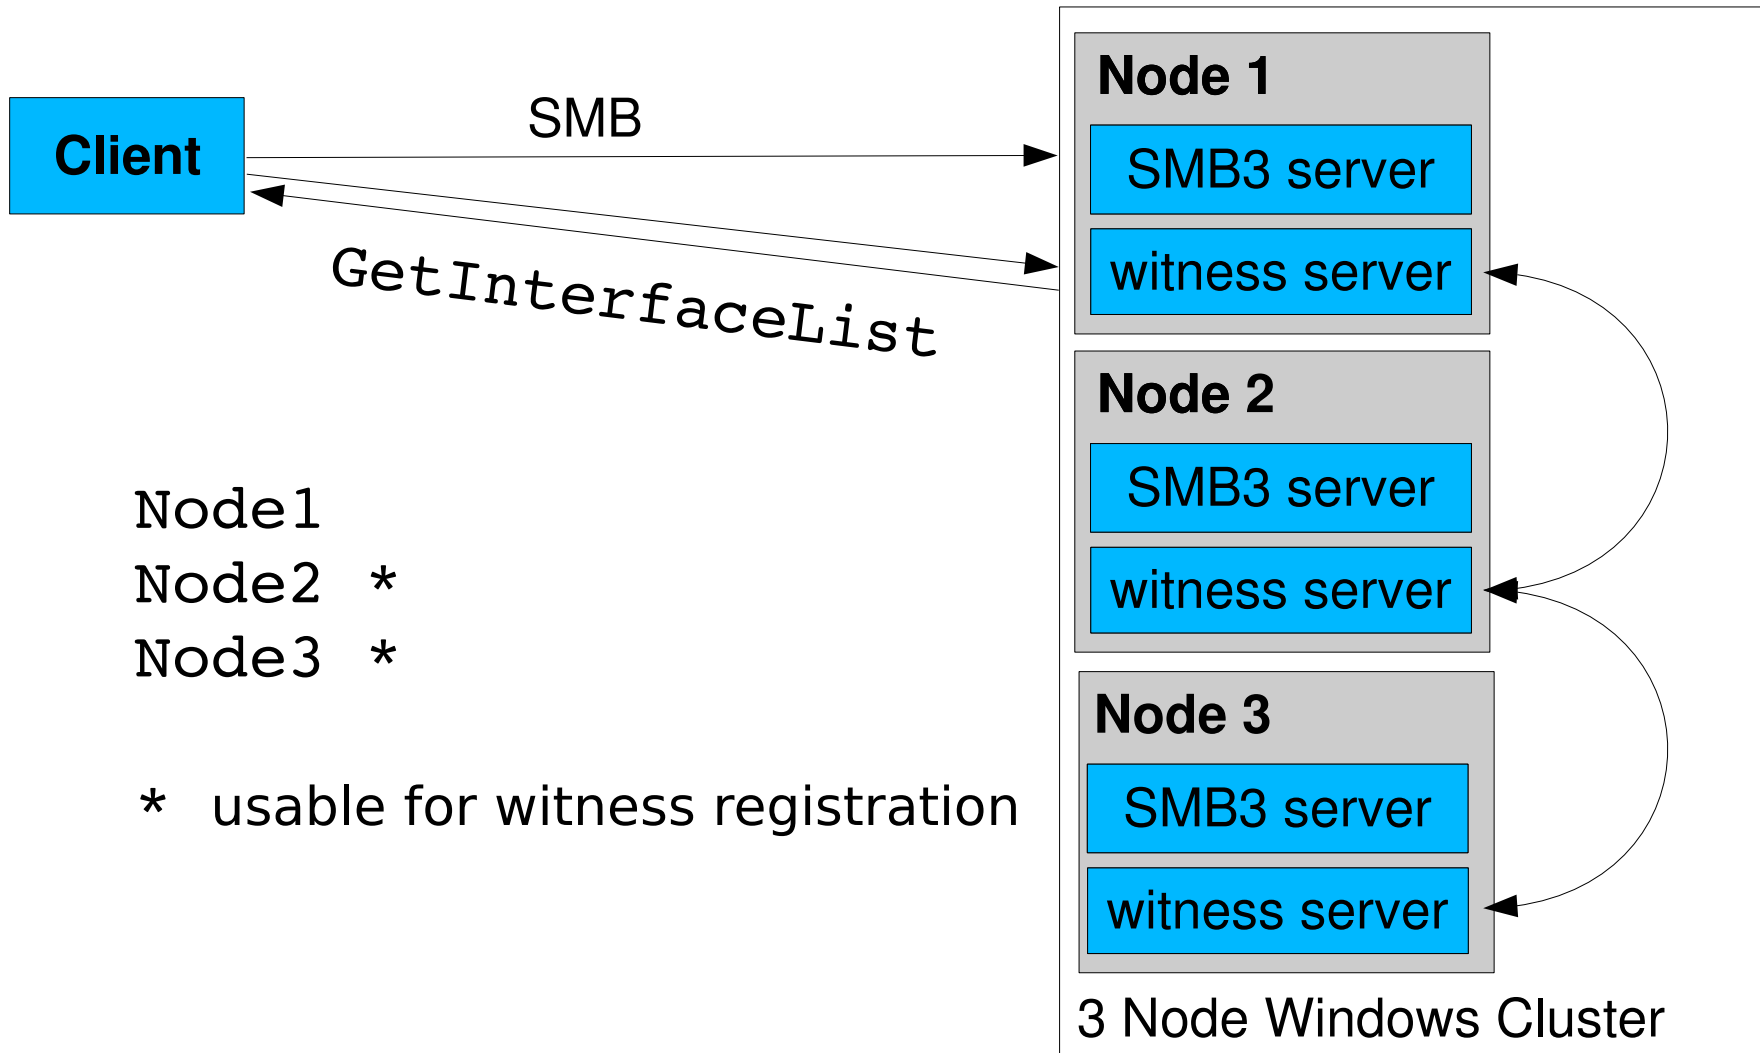 Client
SMB
GetInterfaceList
Node1
Node2 *
Node3 *
* usable for witness registration
Node 1
SMB3 server
witness server
Node 2
SMB3 server
witness server
Node 3
SMB3 server
witness server
3 Node Windows Cluster